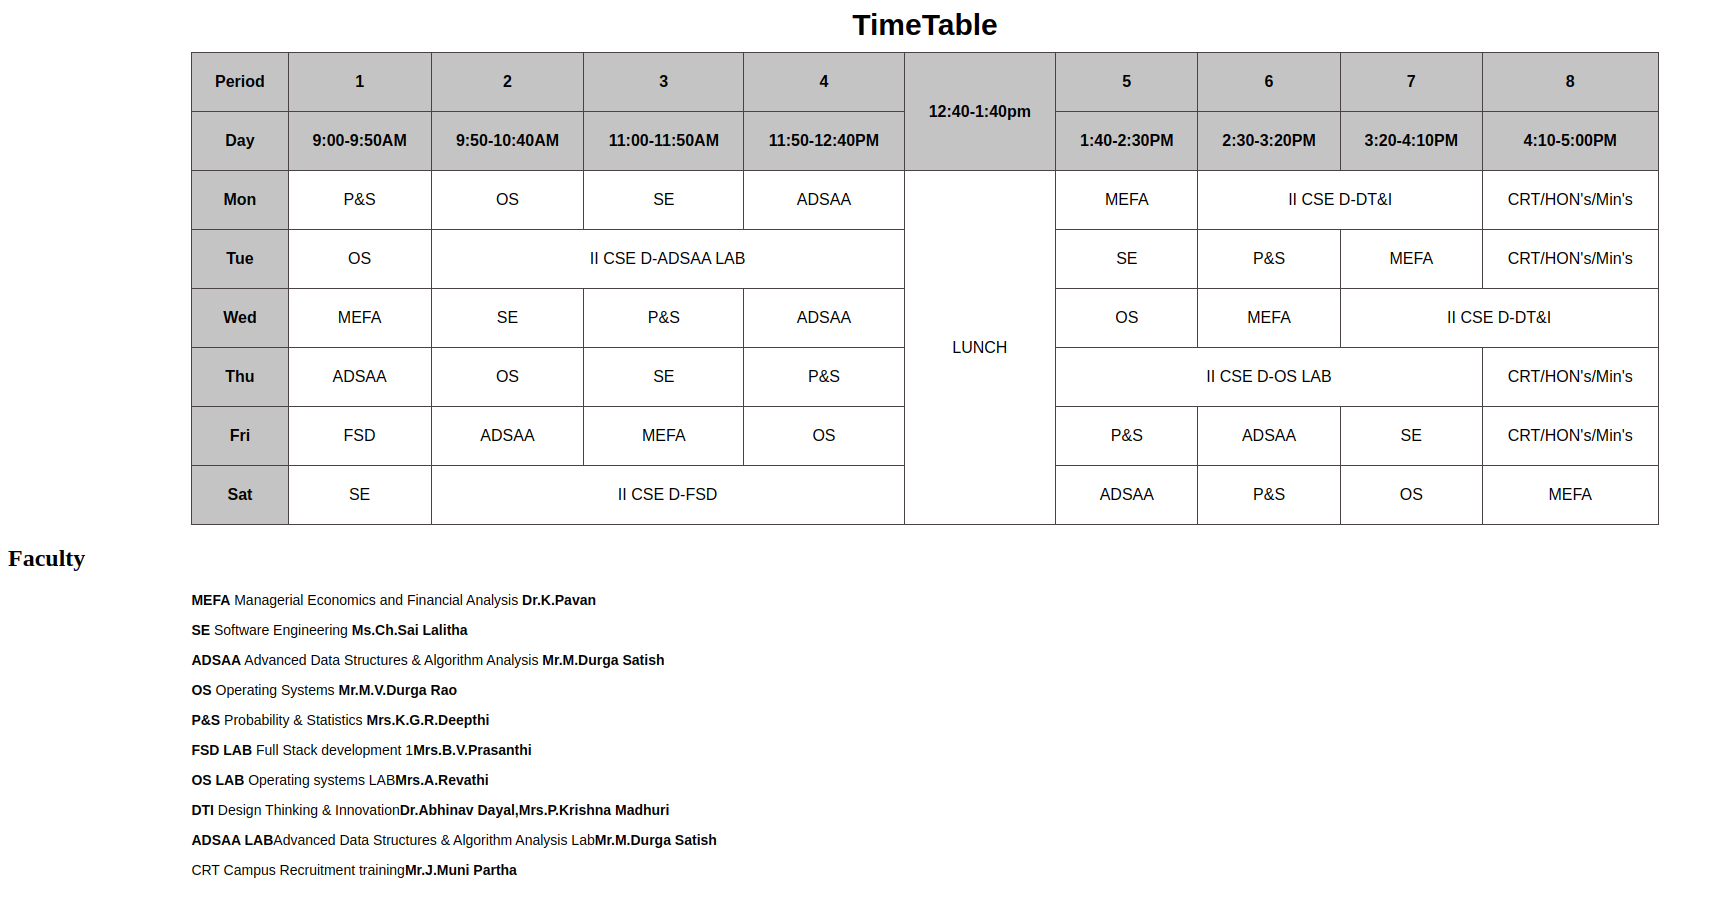 TimeTable
Period 1 2 3 4 12:40-1:40pm 5 6 7 8
Day 9:00-9:50AM 9:50-10:40AM 11:00-11:50AM 11:50-12:40PM 1:40-2:30PM 2:30-3:20PM 3:20-4:10PM 4:10-5:00PM
Mon P&S OS SE ADSAA MEFA II CSE D-DT&I CRT/HON's/Min's
Tue OS II CSE D-ADSAA LAB SE P&S MEFA CRT/HON's/Min's
Wed MEFA SE P&S ADSAA OS MEFA II CSE D-DT&I
LUNCH
Thu ADSAA OS SE P&S II CSE D-OS LAB CRT/HON's/Min's
Fri FSD ADSAA MEFA OS P&S ADSAA SE CRT/HON's/Min's
Sat SE II CSE D-FSD ADSAA P&S OS MEFA
Faculty
MEFA Managerial Economics and Financial Analysis Dr.K.Pavan
SE Software Engineering Ms.Ch.Sai Lalitha
ADSAA Advanced Data Structures & Algorithm Analysis Mr.M.Durga Satish
OS Operating Systems Mr.M.V.Durga Rao
P&S Probability & Statistics Mrs.K.G.R.Deepthi
FSD LAB Full Stack development 1Mrs.B.V.Prasanthi
OS LAB Operating systems LABMrs.A.Revathi
DTI Design Thinking & InnovationDr.Abhinav Dayal,Mrs.P.Krishna Madhuri
ADSAA LABAdvanced Data Structures & Algorithm Analysis LabMr.M.Durga Satish
CRT Campus Recruitment trainingMr.J.Muni Partha